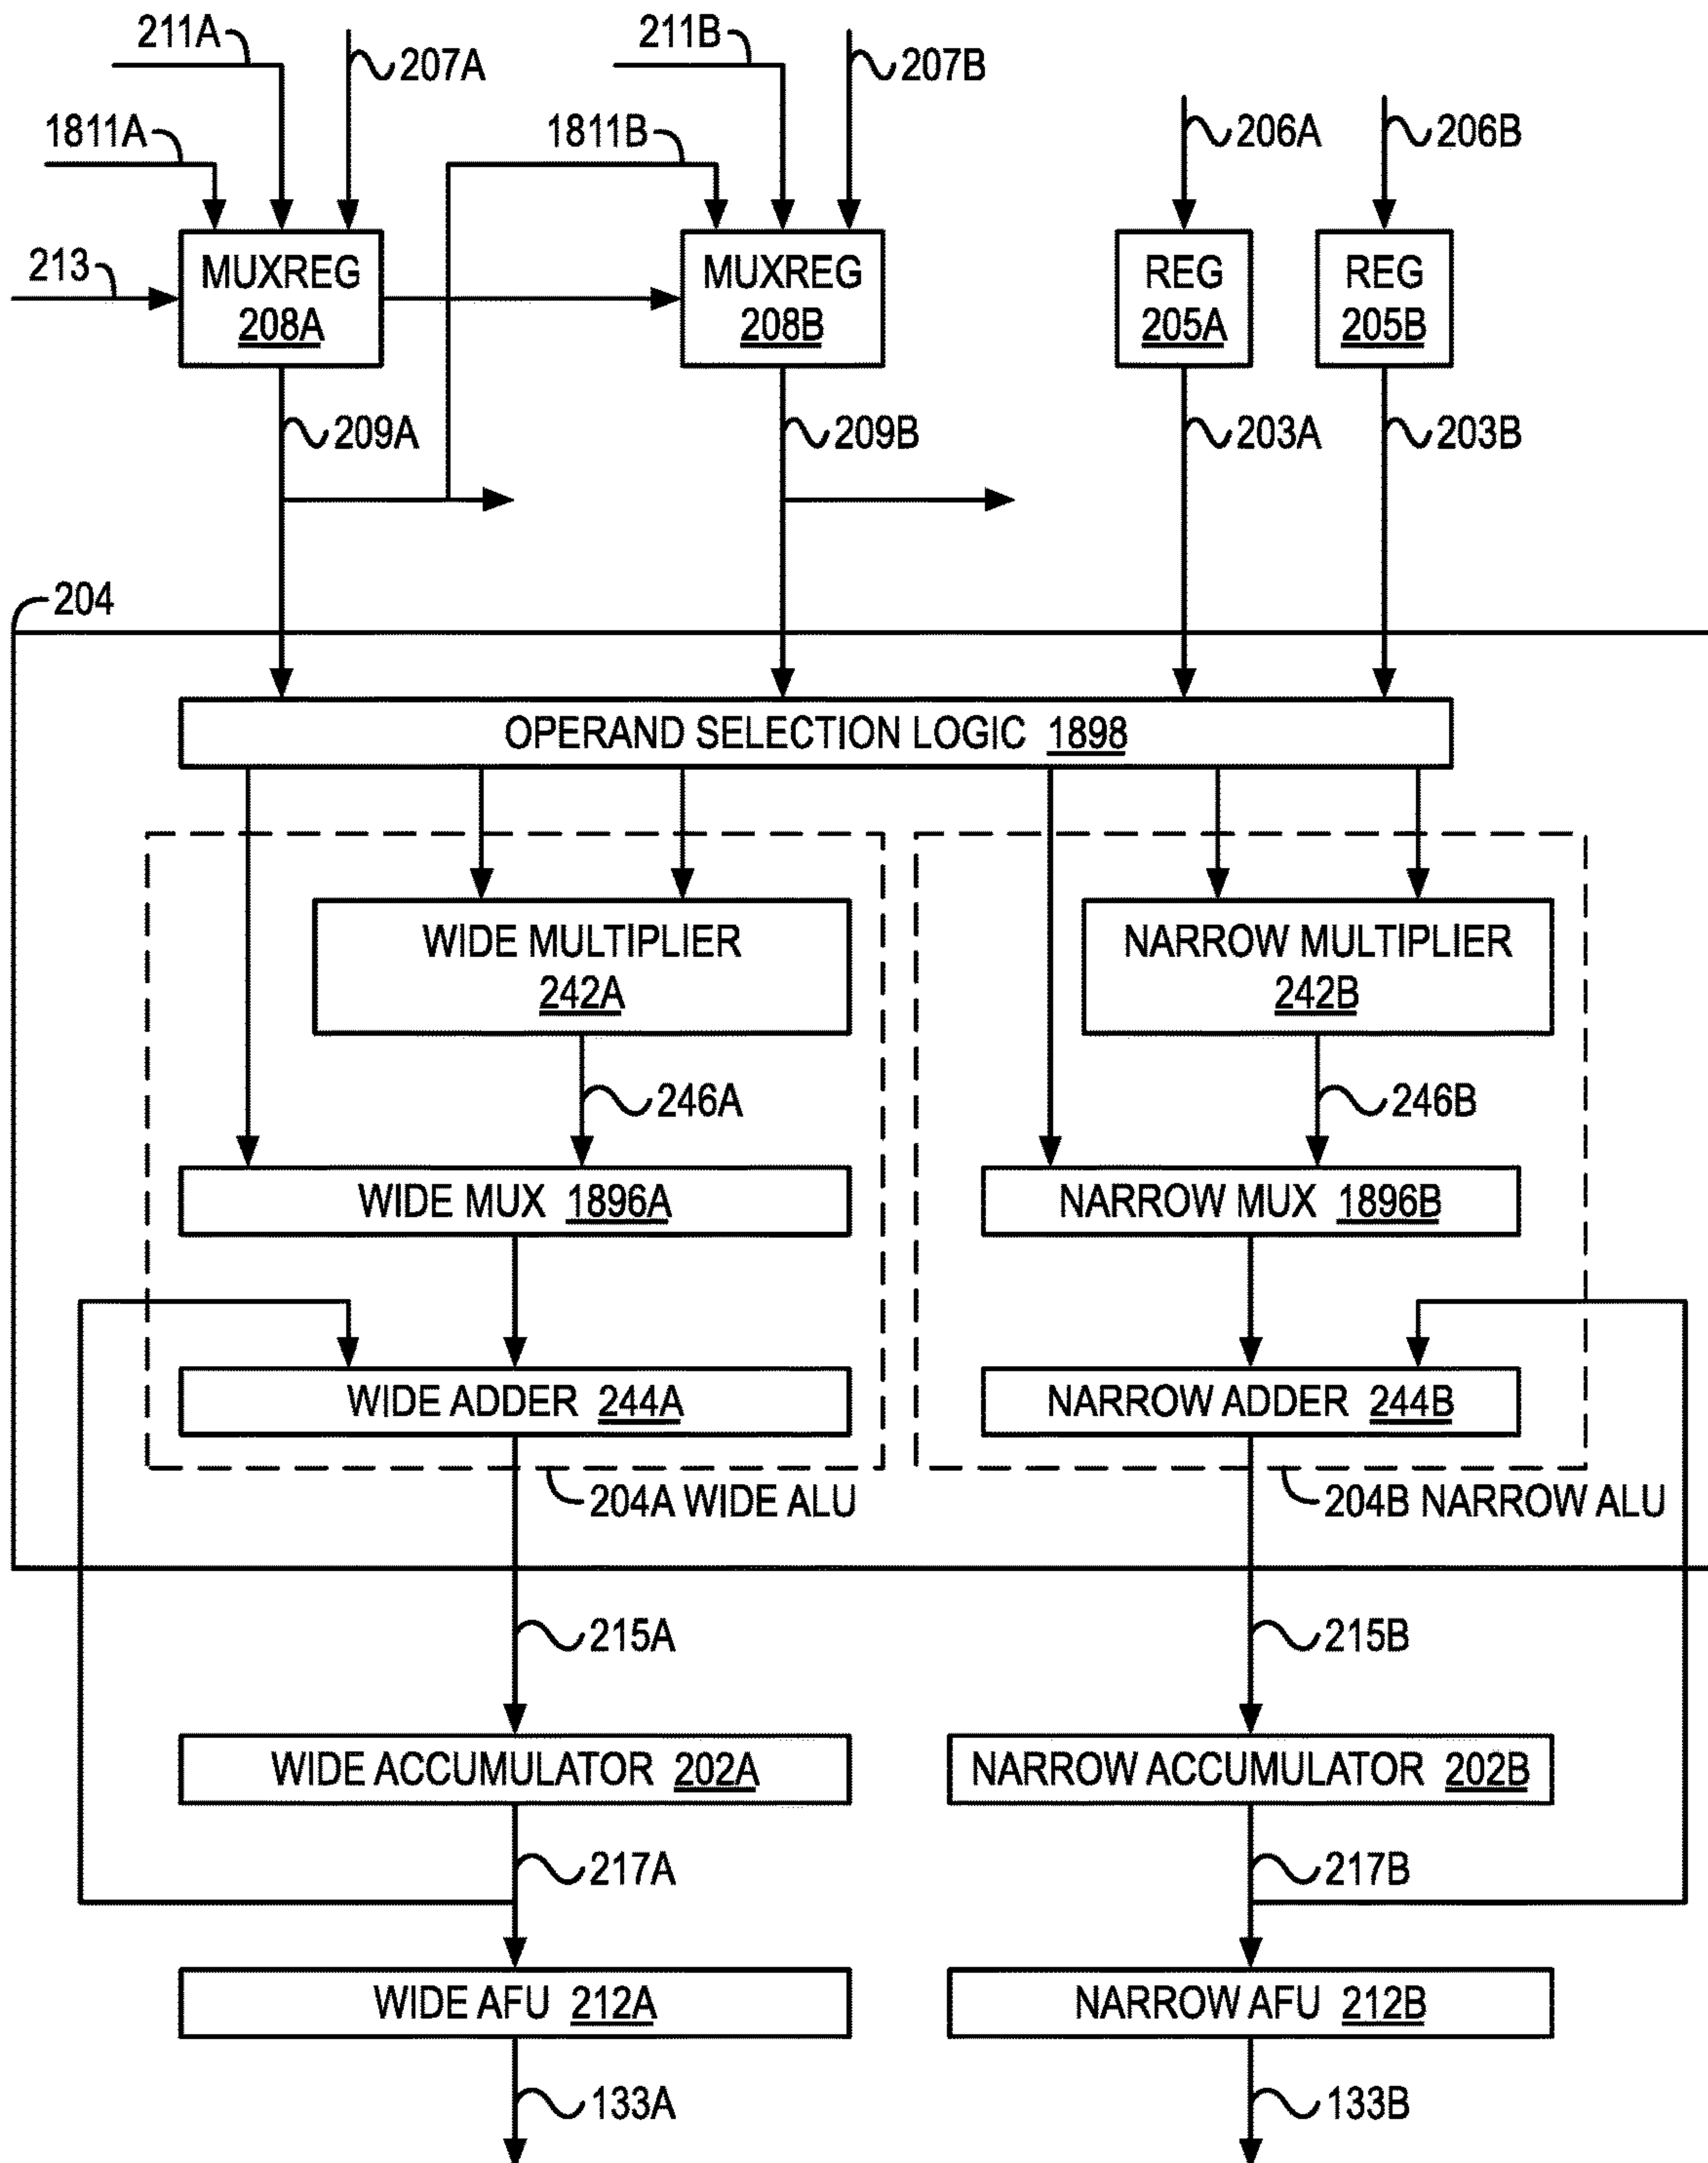 211A
207A
211B
207B
1811A
1811B
206A
206B
213
MUXREG
208A
MUXREG
208B
REG
205A
REG
205B
209A
209B
203A
203B
204
OPERAND SELECTION LOGIC 1898
WIDE MULTIPLIER
242A
NARROW MULTIPLIER
242B
246A
246B
WIDE MUX 1896A
NARROW MUX 1896B
WIDE ADDER 244A
NARROW ADDER 244B
204A WIDE ALU
204B NARROW ALU
215A
215B
WIDE ACCUMULATOR 202A
NARROW ACCUMULATOR 202B
217A
217B
WIDE AFU 212A
NARROW AFU 212B
133A
133B